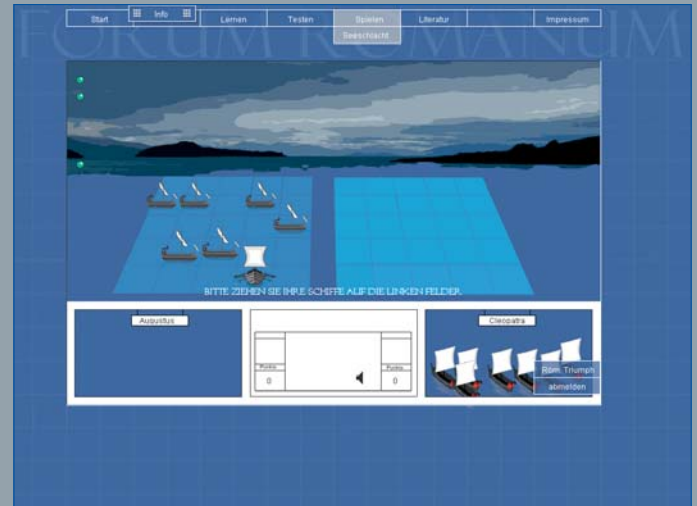 FORUM ROMANUM
Start
Info
Lernen
Testen
Spielen
Literatur
Impressum
Seeschlacht
BITTE ZIEHEN SIE IHRE SCHIFFE AUF DIE LINKEN FELDER.
Augustus
Cleopatra
Punkte
0
Punkte
0
Röm. Triumph
abmelden